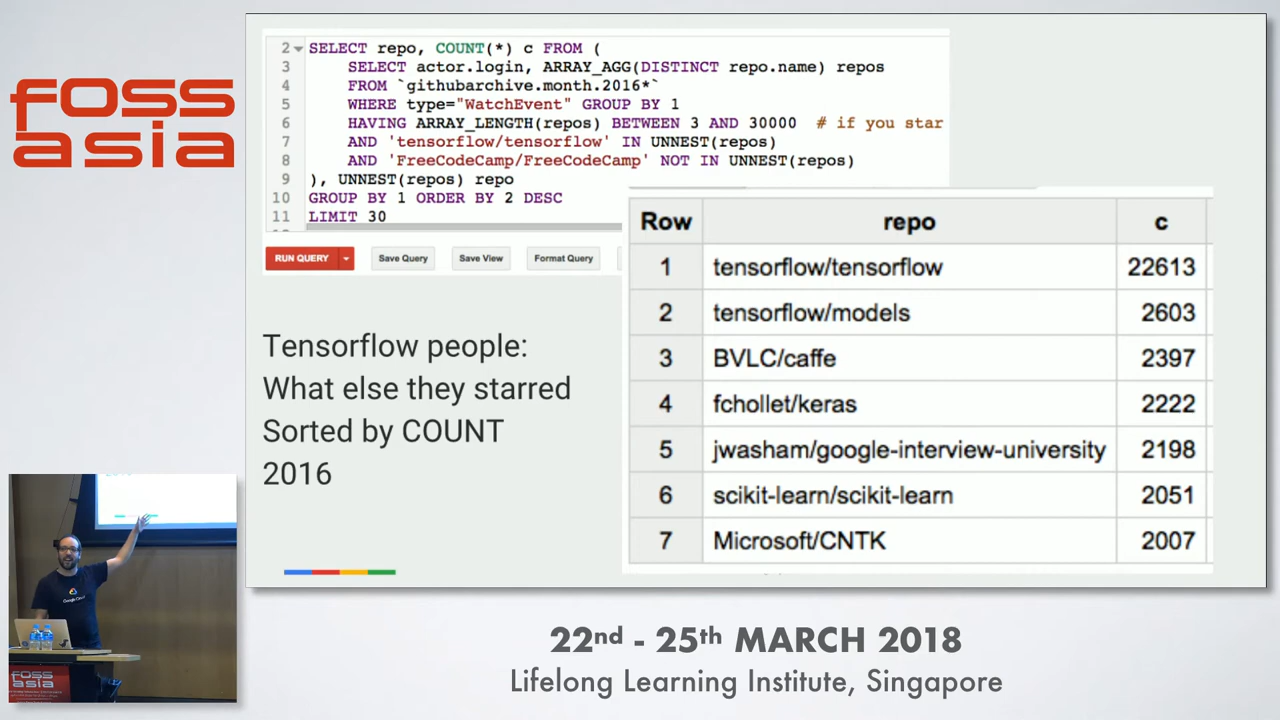 foss
asia
2 SELECT repo, COUNT(*) c FROM (
3 SELECT actor.login, ARRAY_AGG(DISTINCT repo.name) repos
4 FROM `githubarchive.month.2016*`
5 WHERE type="WatchEvent" GROUP BY 1
6 HAVING ARRAY_LENGTH(repos) BETWEEN 3 AND 30000 # if you star
7 AND 'tensorflow/tensorflow' IN UNNEST(repos)
8 AND 'FreeCodeCamp/FreeCodeCamp' NOT IN UNNEST(repos)
9 ), UNNEST(repos) repo
10 GROUP BY 1 ORDER BY 2 DESC
11 LIMIT 30
RUN QUERY Save Query Save View Format Query
Row repo c
1 tensorflow/tensorflow 22613
2 tensorflow/models 2603
3 BVLC/caffe 2397
4 fchollet/keras 2222
5 jwasham/google-interview-university 2198
6 scikit-learn/scikit-learn 2051
7 Microsoft/CNTK 2007
Tensorflow people:
What else they starred
Sorted by COUNT
2016
Google Cloud
foss
asia
22nd - 25th MARCH 2018
Lifelong Learning Institute, Singapore